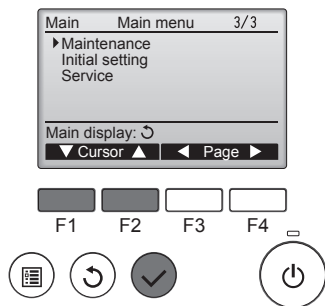 Main Main menu 3/3
Maintenance
Initial setting
Service
Main display:
Cursor Page
F1 F2 F3 F4